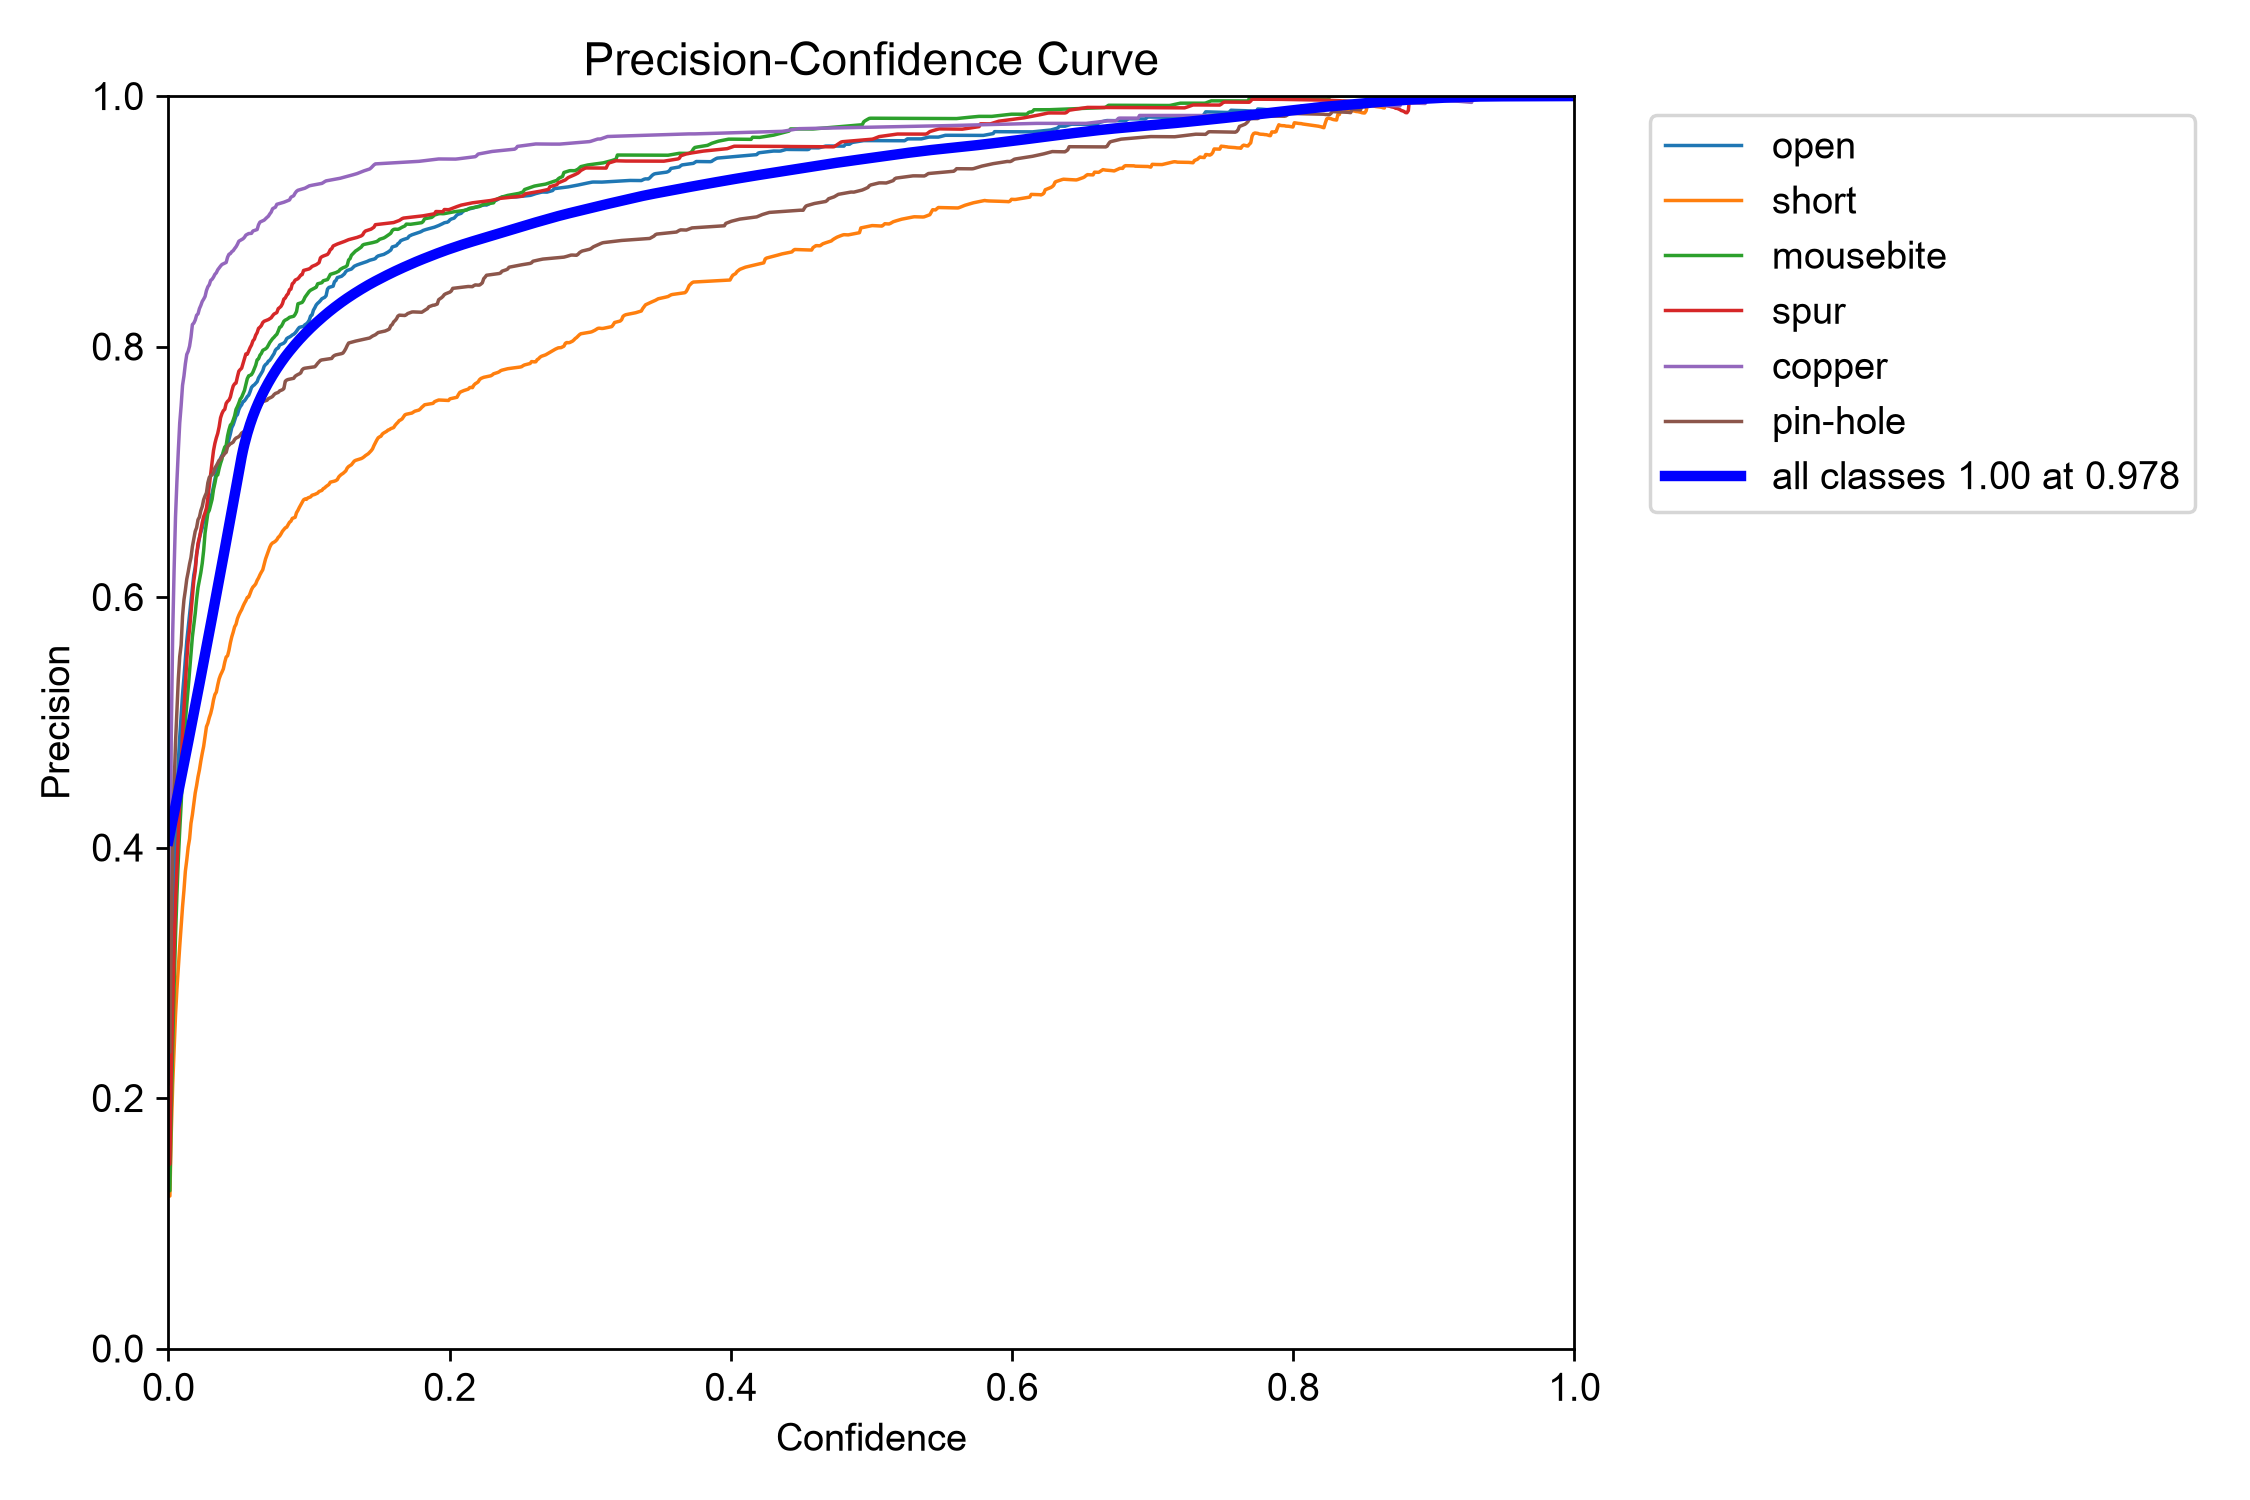 Precision-Confidence Curve
1.0
0.8
0.6
0.4
0.2
0.0
Precision
0.0 0.2 0.4 0.6 0.8 1.0
Confidence
open
short
mousebite
spur
copper
pin-hole
all classes 1.00 at 0.978